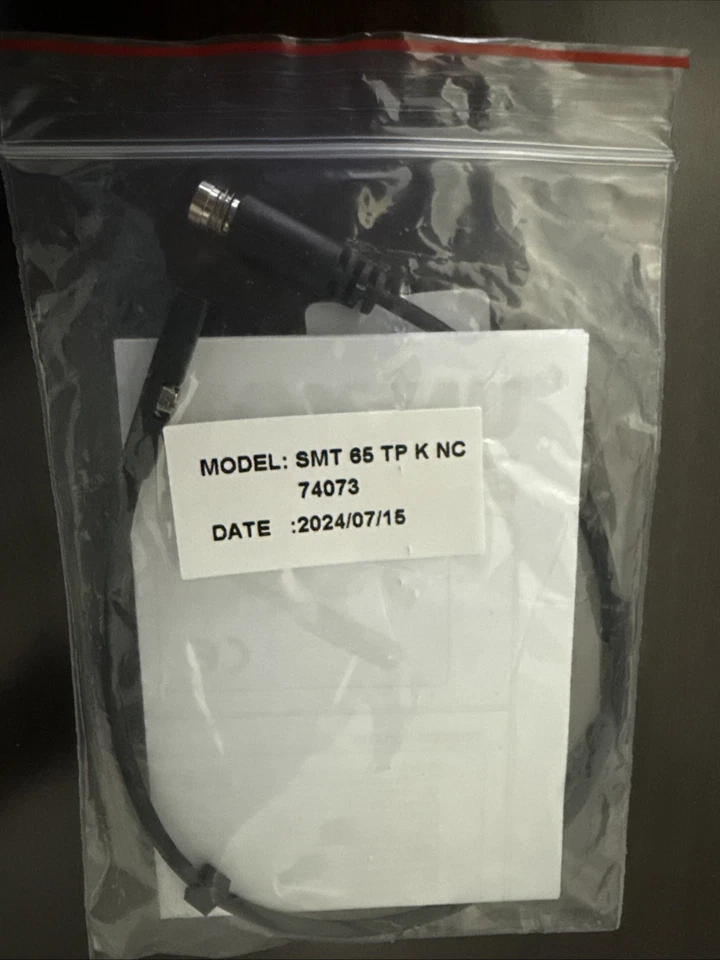 MODEL: SMT 65 TP K NC
74073
DATE :2024/07/15